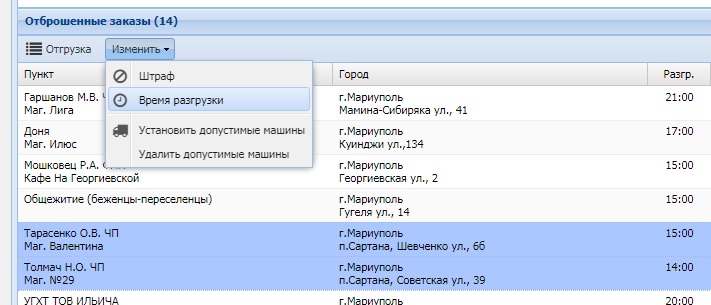 Отброшенные заказы (14)
Отгрузка Изменить
Пункт Город Разгр.
Штраф
Время разгрузки
Установить допустимые машины
Удалить допустимые машины
Гаршанов М.В. г.Мариуполь 21:00
Маг. Лига Мамина-Сибиряка ул., 41
Доня г.Мариуполь 17:00
Маг. Илюс Куинджи ул.,134
Мошковец Р.А. г.Мариуполь 15:00
Кафе На Георгиевской Георгиевская ул., 2
Общежитие (беженцы-переселенцы) г.Мариуполь 15:00
Гугеля ул., 14
Тарасенко О.В. ЧП г.Мариуполь 15:00
Маг. Валентина п.Сартана, Шевченко ул., 6б
Толмач Н.О. ЧП г.Мариуполь 14:00
Маг. №29 п.Сартана, Советская ул., 39
УГХТ ТОВ ИЛЬИЧА г.Мариуполь 20:00